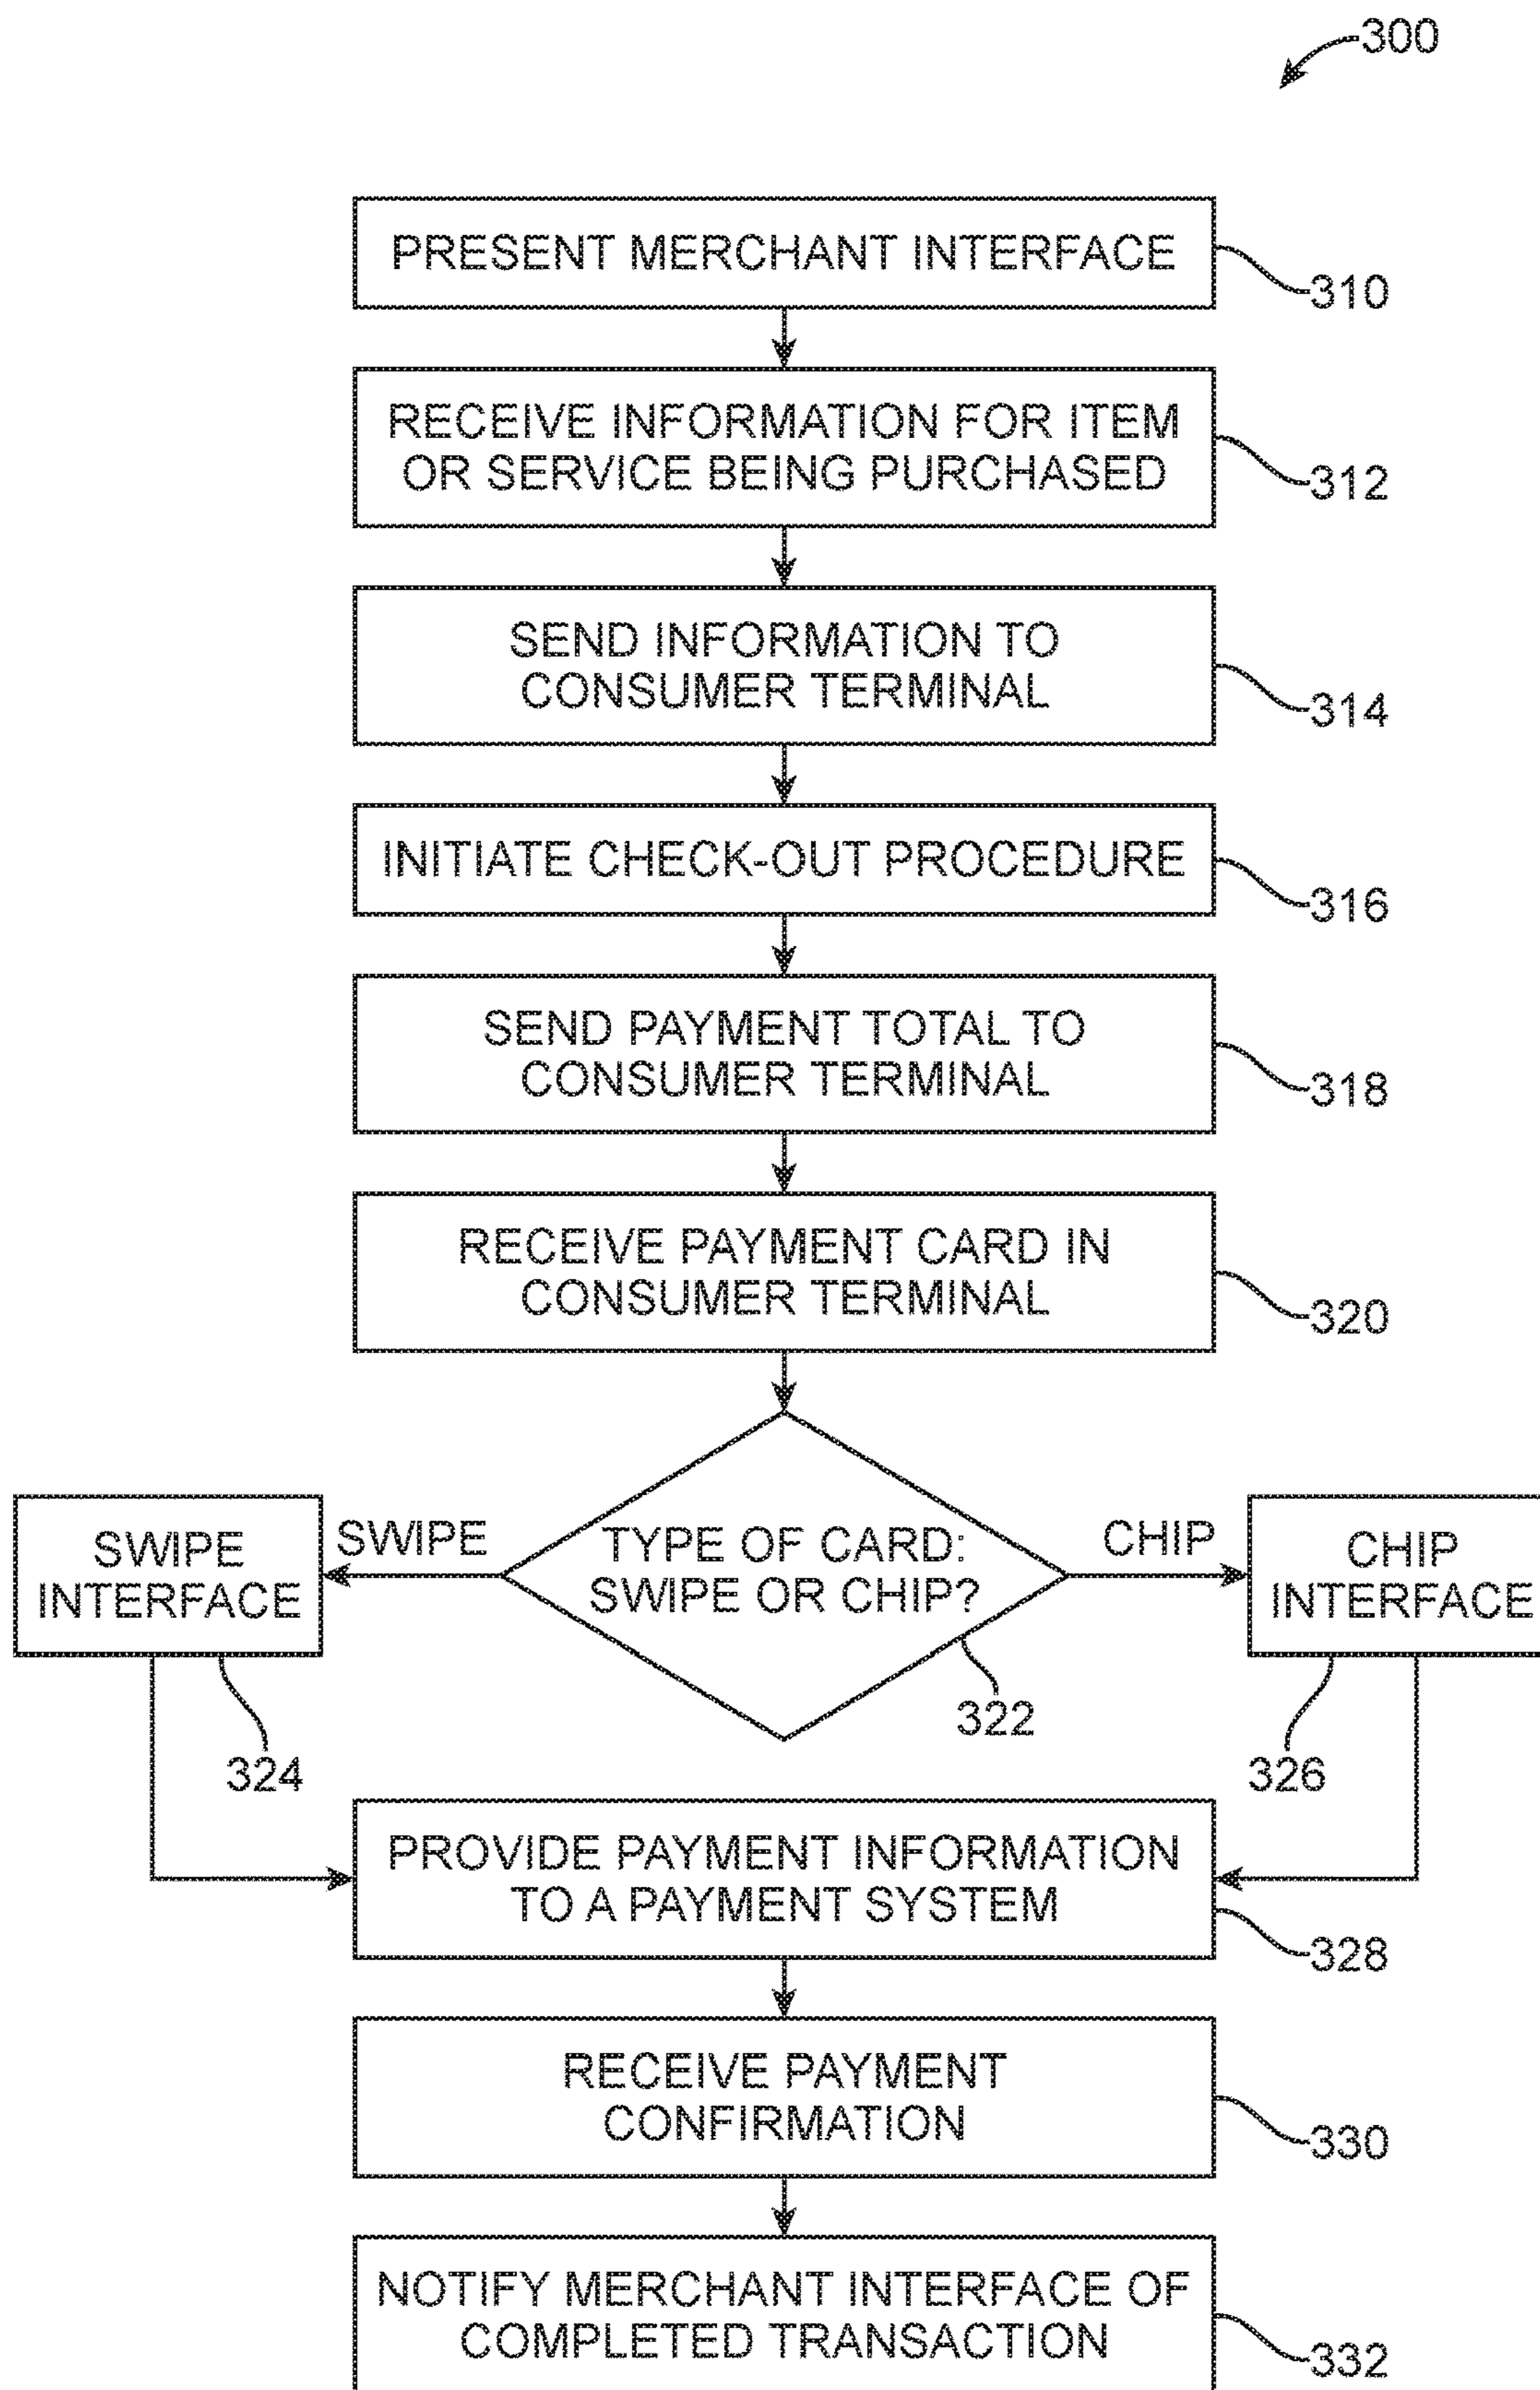 300
PRESENT MERCHANT INTERFACE
310
RECEIVE INFORMATION FOR ITEM
OR SERVICE BEING PURCHASED
312
SEND INFORMATION TO
CONSUMER TERMINAL
314
INITIATE CHECK-OUT PROCEDURE
316
SEND PAYMENT TOTAL TO
CONSUMER TERMINAL
318
RECEIVE PAYMENT CARD IN
CONSUMER TERMINAL
320
SWIPE
INTERFACE
324
SWIPE
TYPE OF CARD:
SWIPE OR CHIP?
322
CHIP
CHIP
INTERFACE
326
PROVIDE PAYMENT INFORMATION
TO A PAYMENT SYSTEM
328
RECEIVE PAYMENT
CONFIRMATION
330
NOTIFY MERCHANT INTERFACE OF
COMPLETED TRANSACTION
332